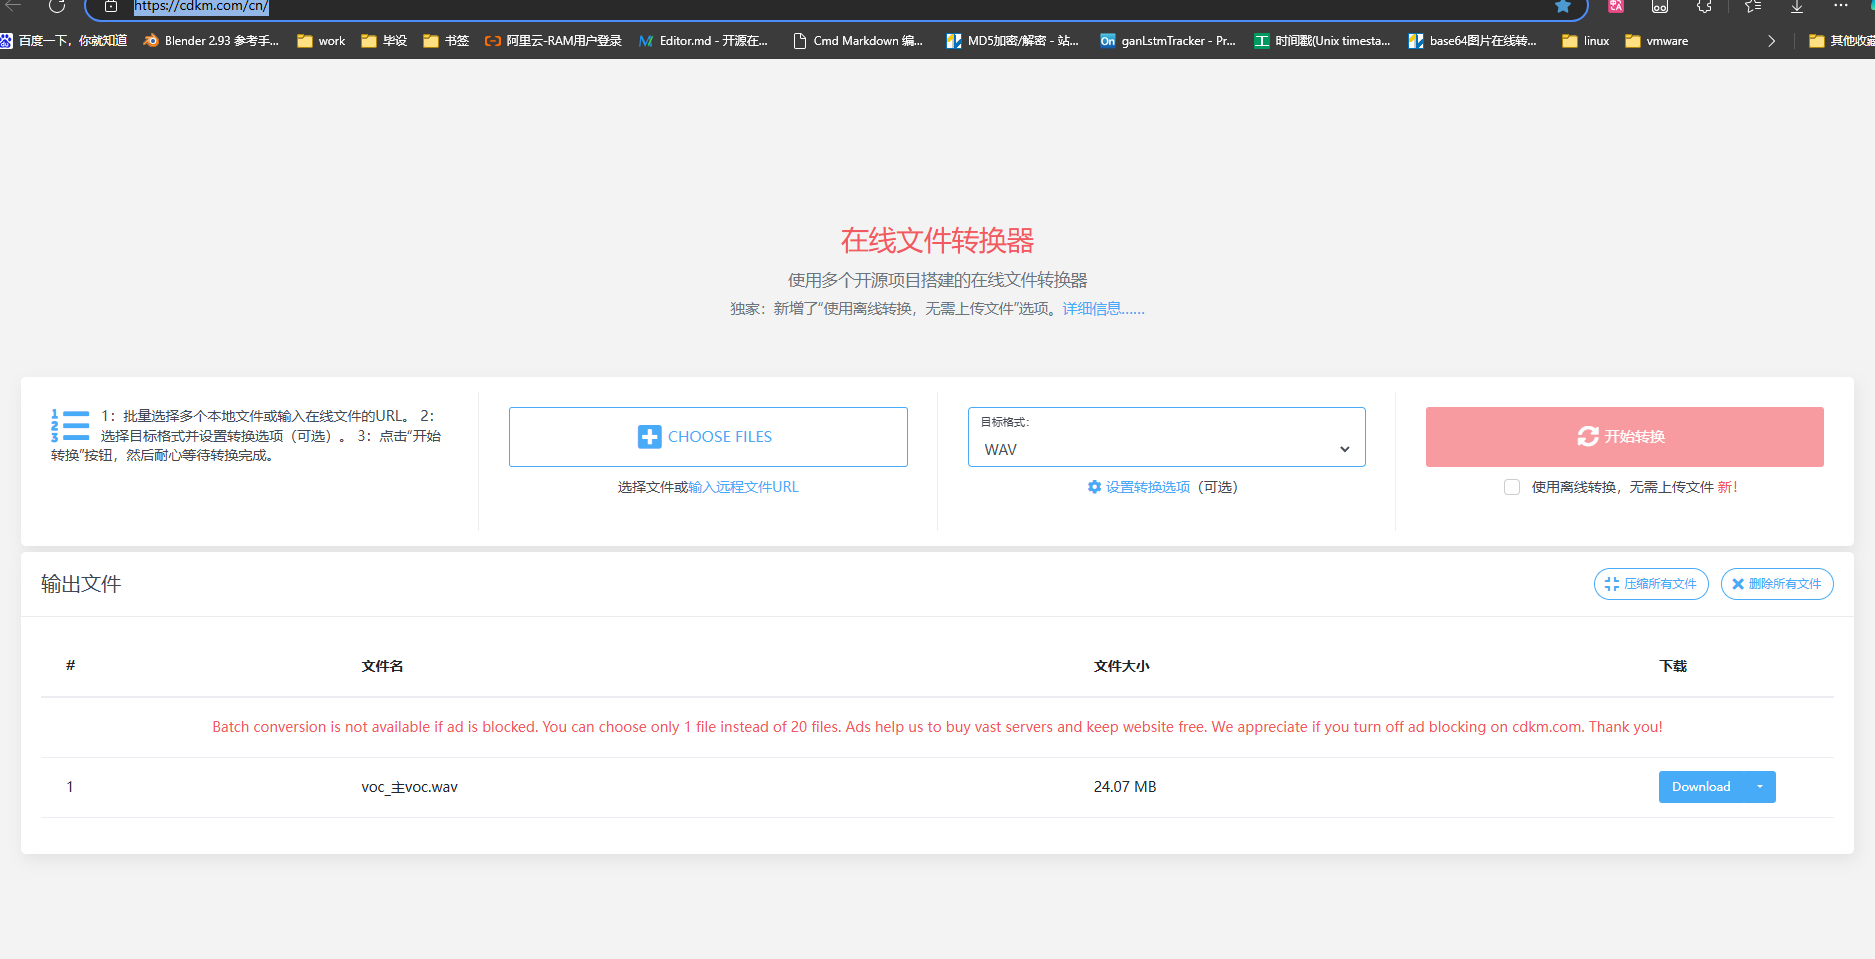 https://cdkm.com/cn/
百度一下，你就知道
Blender 2.93 参考手...
work
毕设
书签
阿里云-RAM用户登录
Editor.md - 开源在...
Cmd Markdown 编...
MD5加密/解密 - 站...
On
ganLstmTracker - Pr...
时间戳(Unix timesta...
base64图片在线转...
linux
vmware
其他收藏
在线文件转换器
使用多个开源项目搭建的在线文件转换器
独家：新增了“使用离线转换，无需上传文件”选项。详细信息......
1：批量选择多个本地文件或输入在线文件的URL。 2：
选择目标格式并设置转换选项（可选）。 3：点击“开始
转换”按钮，然后耐心等待转换完成。
CHOOSE FILES
选择文件或输入远程文件URL
目标格式：
WAV
设置转换选项（可选）
开始转换
使用离线转换，无需上传文件 新!
输出文件
压缩所有文件
删除所有文件
#
文件名
文件大小
下载
Batch conversion is not available if ad is blocked. You can choose only 1 file instead of 20 files. Ads help us to buy vast servers and keep website free. We appreciate if you turn off ad blocking on cdkm.com. Thank you!
1
voc_主voc.wav
24.07 MB
Download